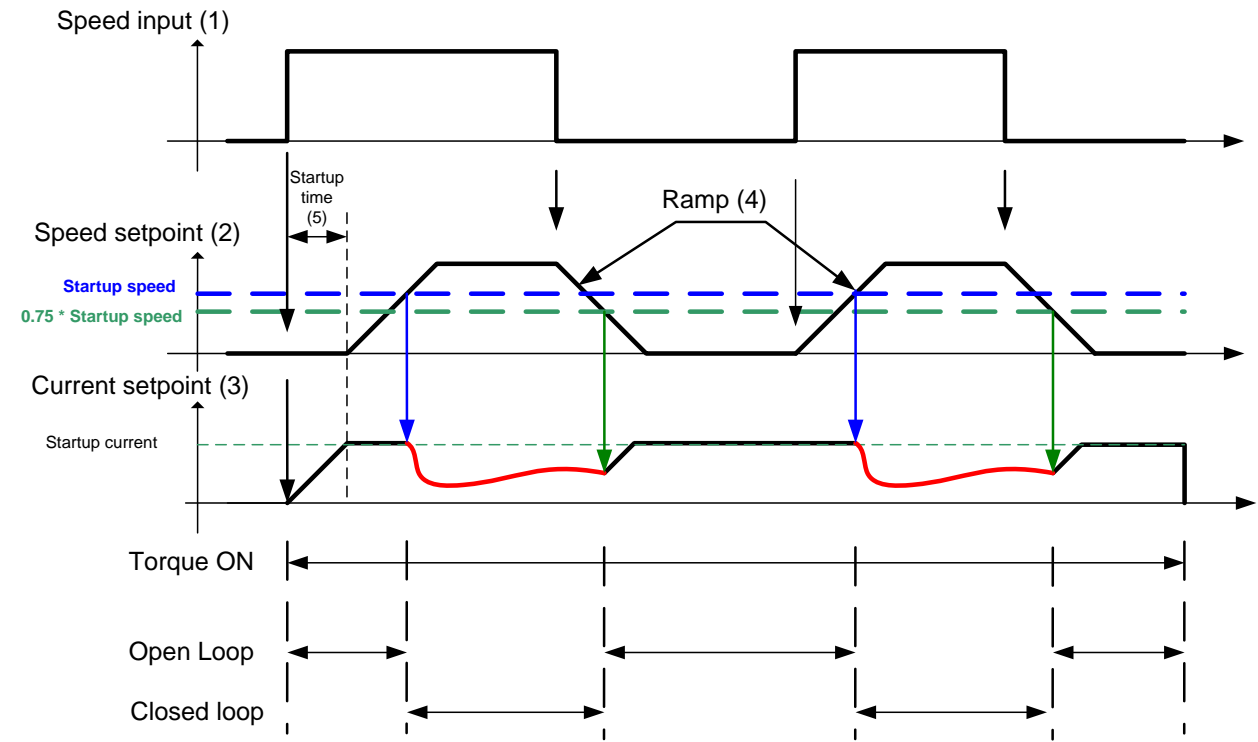 Speed input (1)
Startup
time
(5)
Ramp (4)
Speed setpoint (2)
Startup speed
0.75 * Startup speed
Current setpoint (3)
Startup current
Torque ON
Open Loop
Closed loop